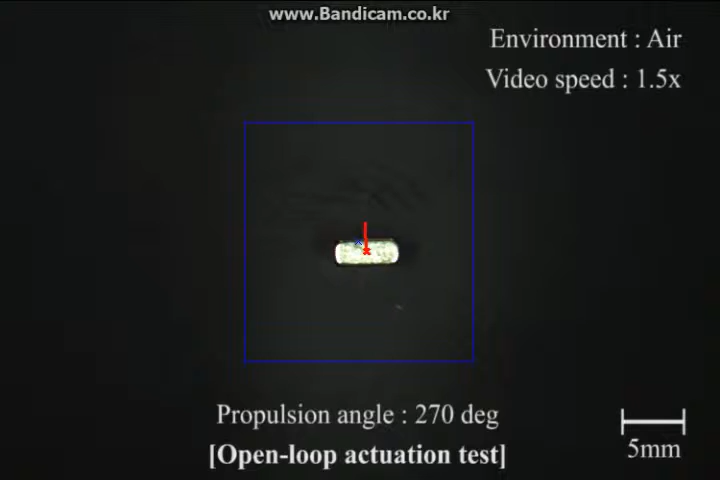 www.Bandicam.co.kr
Environment : Air
Video speed : 1.5x
Propulsion angle : 270 deg
5mm
[Open-loop actuation test]